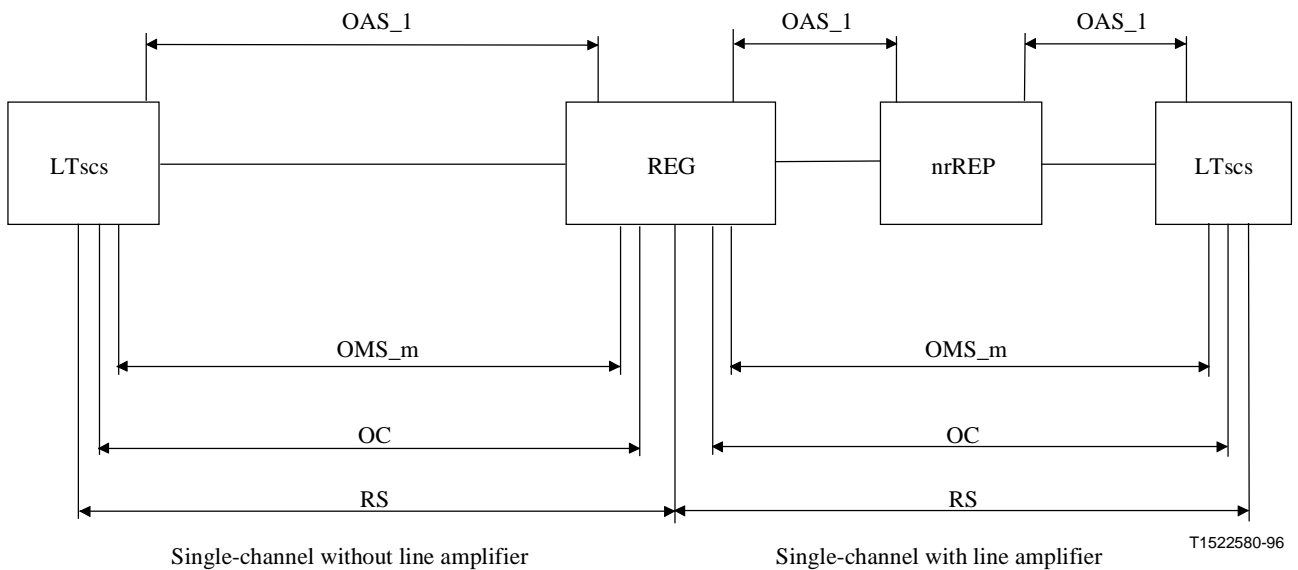 OAS_1 OAS_1 OAS_1
LTscs REG nrREP LTscs
OMS_m OMS_m
OC OC
RS RS
Single-channel without line amplifier Single-channel with line amplifier
T1522580-96